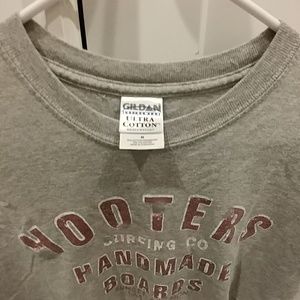 GILDAN
ULTRA
COTTON
HOOTERS
SURFING CO
HANDMADE
BOARDS